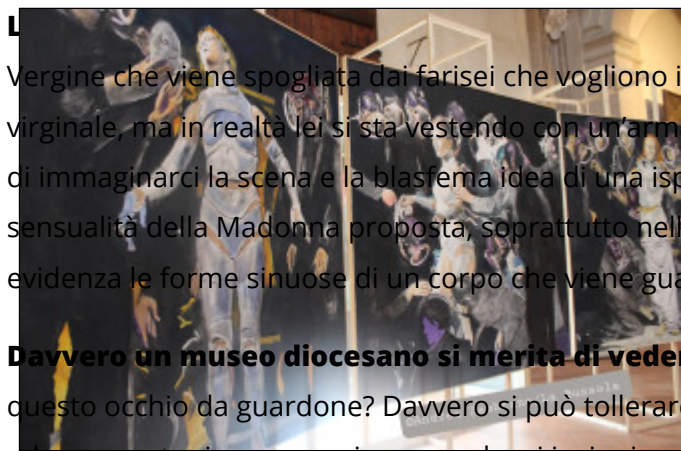 L
Vergine che viene spogliata dai farisei che vogliono i
virginale, ma in realtà lei si sta vestendo con un'arm
di immaginarci la scena e la blasfema idea di una isp
sensualità della Madonna proposta, soprattutto nell
evidenza le forme sinuose di un corpo che viene gua
Davvero un museo diocesano si merita di veder
questo occhio da guardone? Davvero si può tollerar